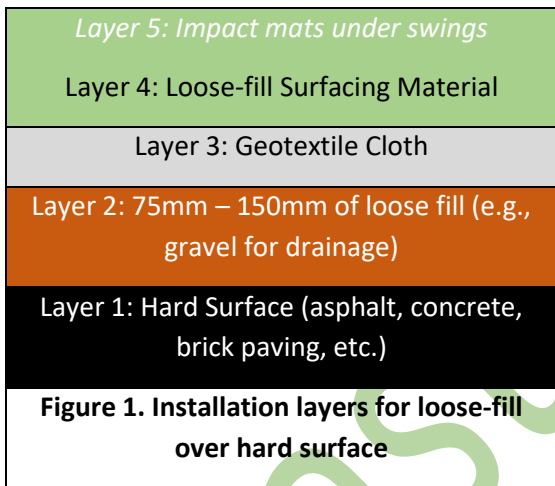 Layer 5: Impact mats under swings
Layer 4: Loose-fill Surfacing Material
Layer 3: Geotextile Cloth
Layer 2: 75mm – 150mm of loose fill (e.g.,
gravel for drainage)
Layer 1: Hard Surface (asphalt, concrete,
brick paving, etc.)
Figure 1. Installation layers for loose-fill
over hard surface